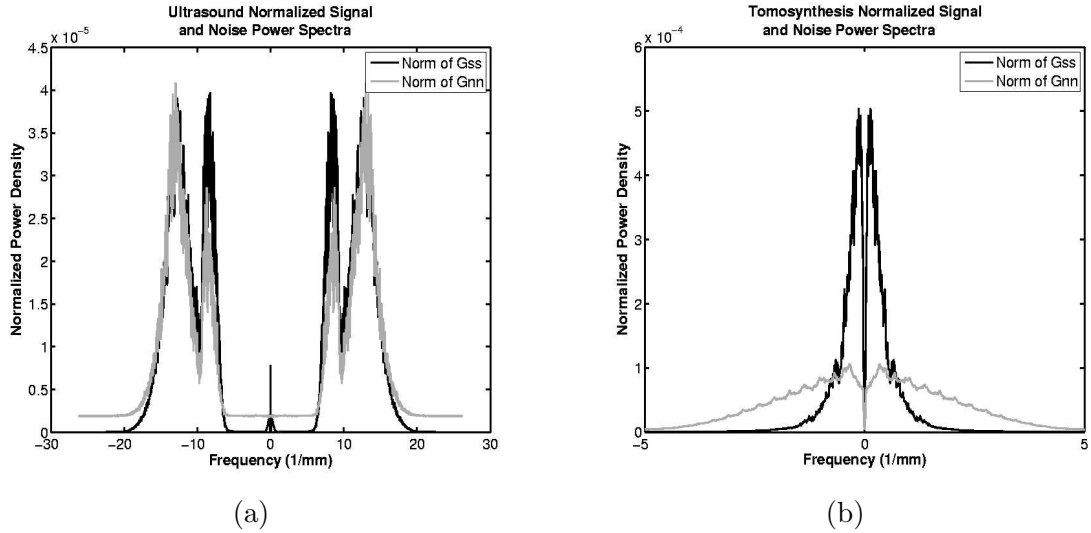 Ultrasound Normalized Signal
and Noise Power Spectra
x 10⁻⁵
4.5
4
3.5
3
2.5
2
1.5
1
0.5
0
Normalized Power Density
Norm of Gss
Norm of Gnn
−30 −20 −10 0 10 20 30
Frequency (1/mm)
(a)
Tomosynthesis Normalized Signal
and Noise Power Spectra
x 10⁻⁴
6
5
4
3
2
1
0
Normalized Power Density
Norm of Gss
Norm of Gnn
−5 0 5
Frequency (1/mm)
(b)